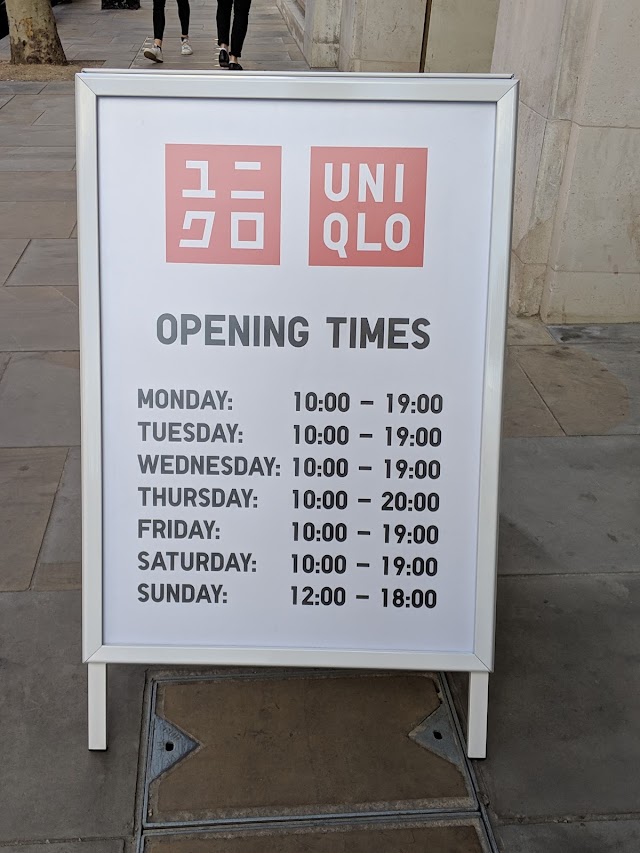 ユニ
クロ
UNI
QLO
OPENING TIMES
MONDAY: 10:00 – 19:00
TUESDAY: 10:00 – 19:00
WEDNESDAY: 10:00 – 19:00
THURSDAY: 10:00 – 20:00
FRIDAY: 10:00 – 19:00
SATURDAY: 10:00 – 19:00
SUNDAY: 12:00 – 18:00